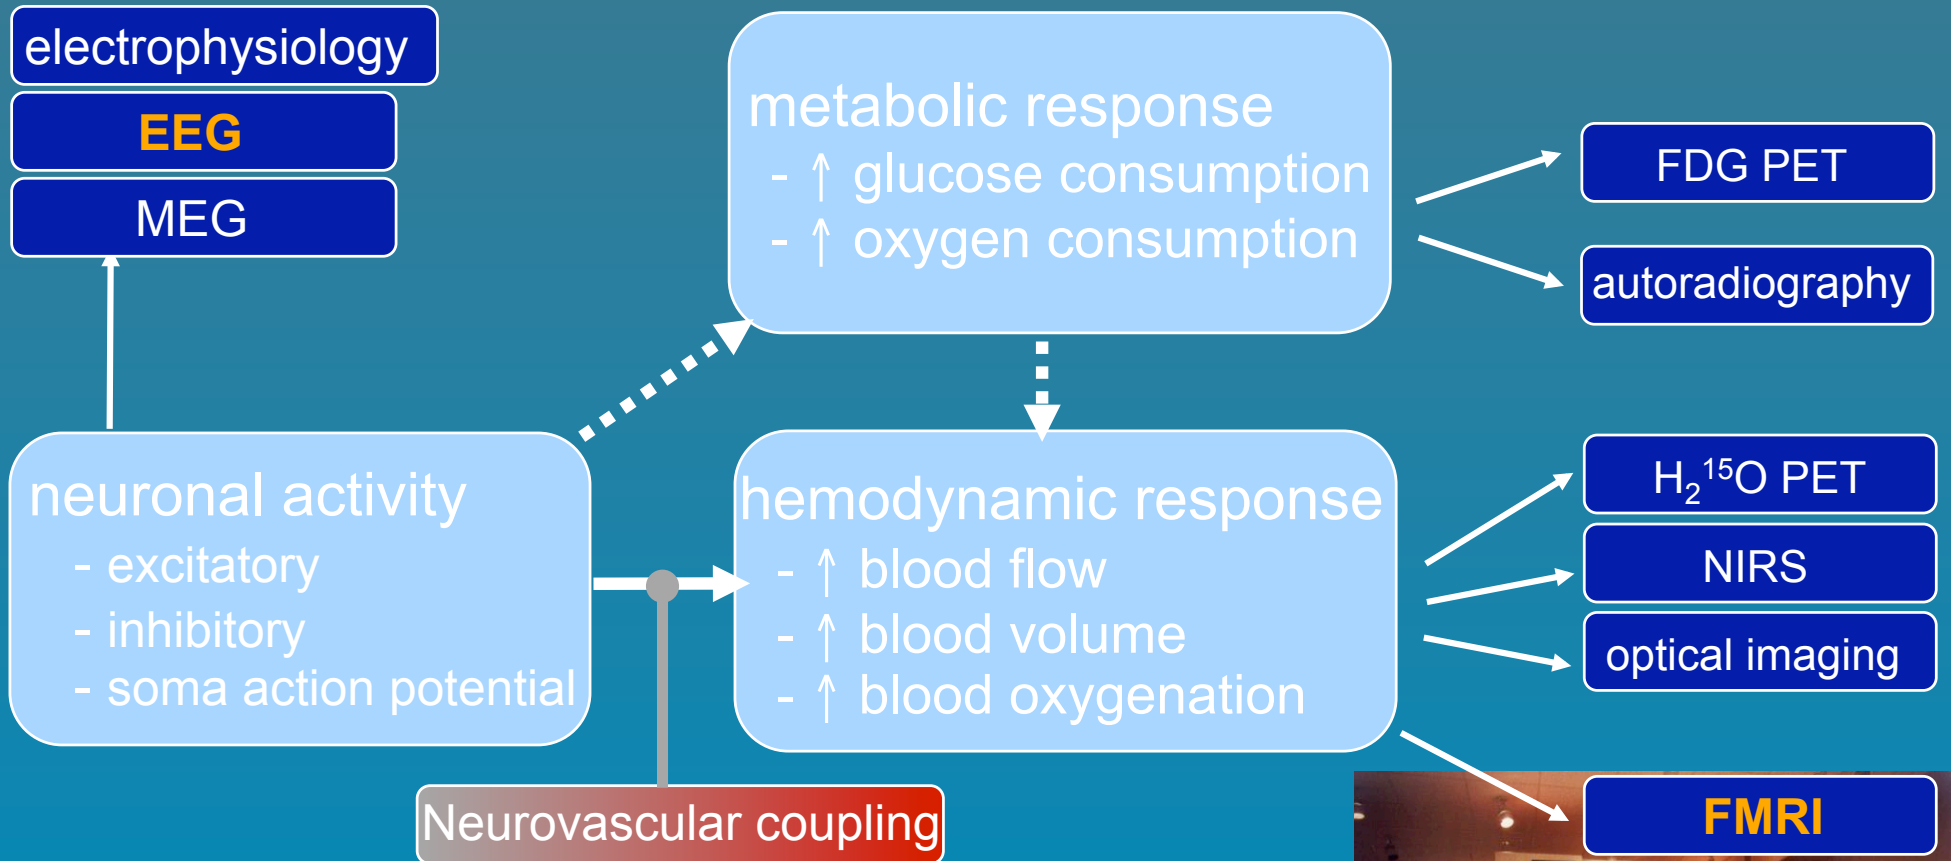 electrophysiology
EEG
MEG
metabolic response
- ↑ glucose consumption
- ↑ oxygen consumption
FDG PET
autoradiography
neuronal activity
- excitatory
- inhibitory
- soma action potential
hemodynamic response
- ↑ blood flow
- ↑ blood volume
- ↑ blood oxygenation
H₂¹⁵O PET
NIRS
optical imaging
FMRI
Neurovascular coupling